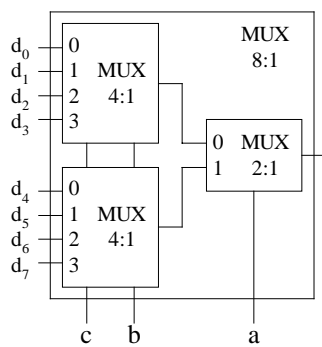 MUX
8:1
d0 0
d1 1 MUX
d2 2 4:1
d3 3
0 MUX
1 2:1
d4 0
d5 1 MUX
d6 2 4:1
d7 3
c b a